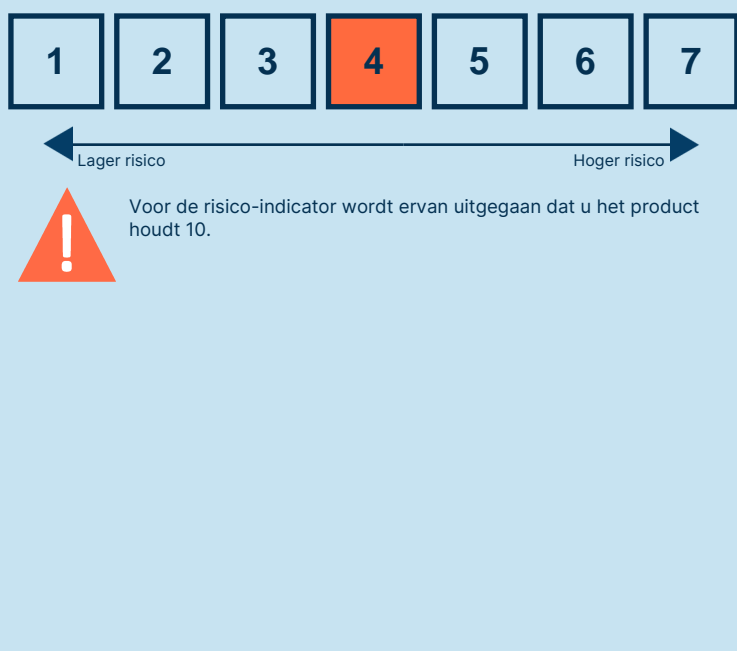 1 2 3 4 5 6 7
Lager risico Hoger risico
Voor de risico-indicator wordt ervan uitgegaan dat u het product
houdt 10.